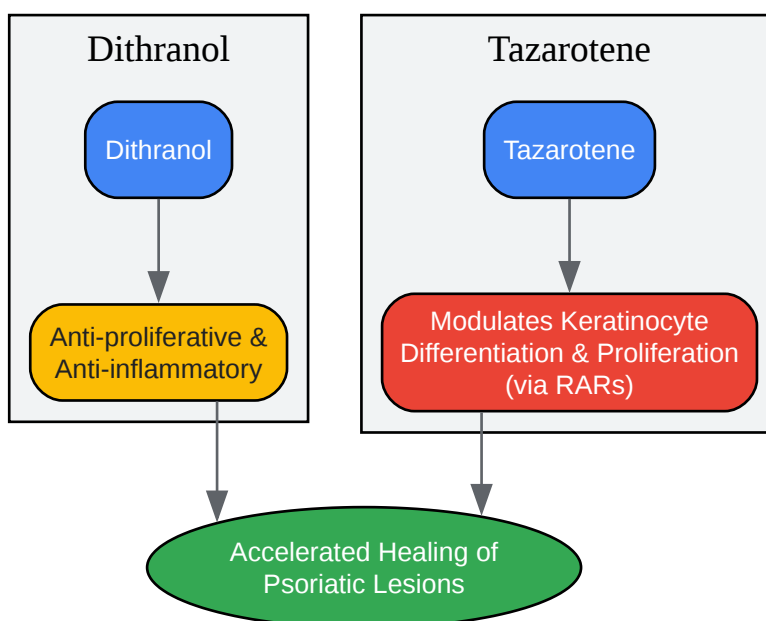 Dithranol
Tazarotene
Dithranol
Tazarotene
Anti-proliferative &
Anti-inflammatory
Modulates Keratinocyte
Differentiation & Proliferation
(via RARs)
Accelerated Healing of
Psoriatic Lesions